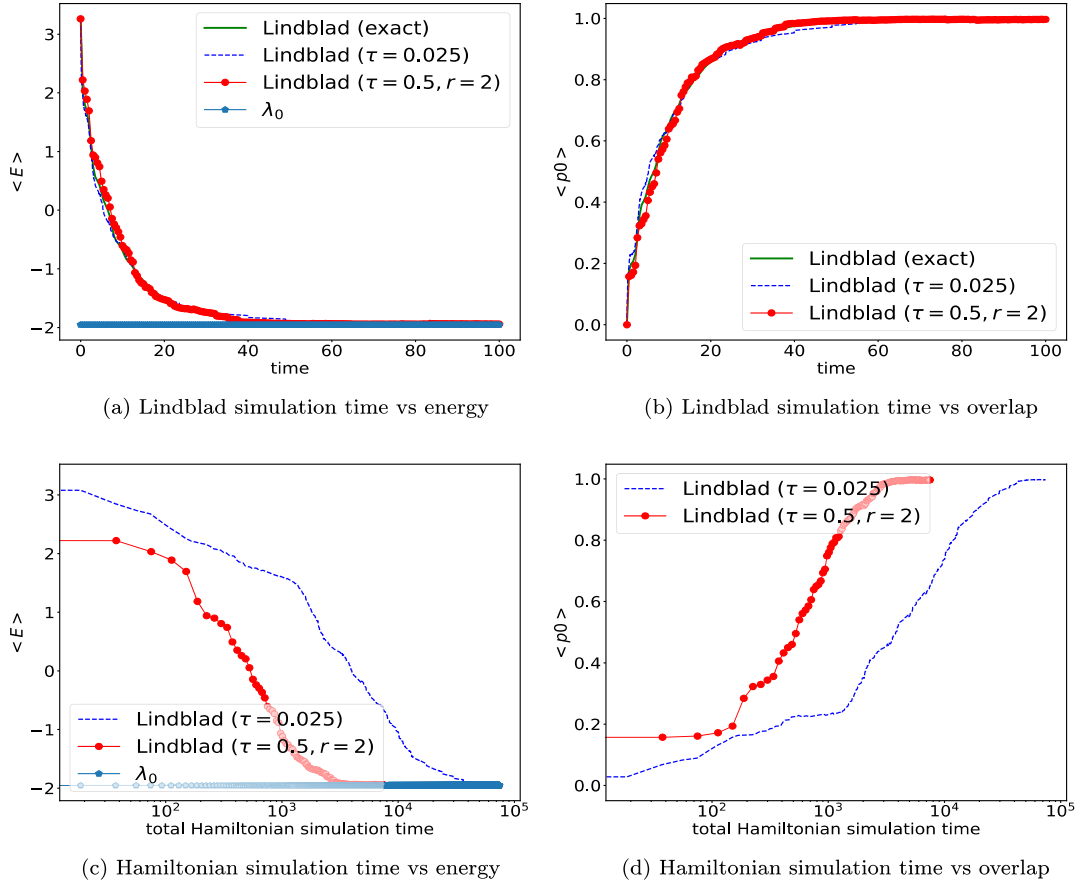 3
2
1
0
−1
−2
<E>
Lindblad (exact)
Lindblad (τ = 0.025)
Lindblad (τ = 0.5, r = 2)
λ₀
0 20 40 60 80 100
time
(a) Lindblad simulation time vs energy
1.0
0.8
0.6
0.4
0.2
0.0
<p0>
Lindblad (exact)
Lindblad (τ = 0.025)
Lindblad (τ = 0.5, r = 2)
0 20 40 60 80 100
time
(b) Lindblad simulation time vs overlap
3
2
1
0
−1
−2
<E>
Lindblad (τ = 0.025)
Lindblad (τ = 0.5, r = 2)
λ₀
10² 10³ 10⁴ 10⁵
total Hamiltonian simulation time
(c) Hamiltonian simulation time vs energy
1.0
0.8
0.6
0.4
0.2
0.0
<p0>
Lindblad (τ = 0.025)
Lindblad (τ = 0.5, r = 2)
10² 10³ 10⁴ 10⁵
total Hamiltonian simulation time
(d) Hamiltonian simulation time vs overlap